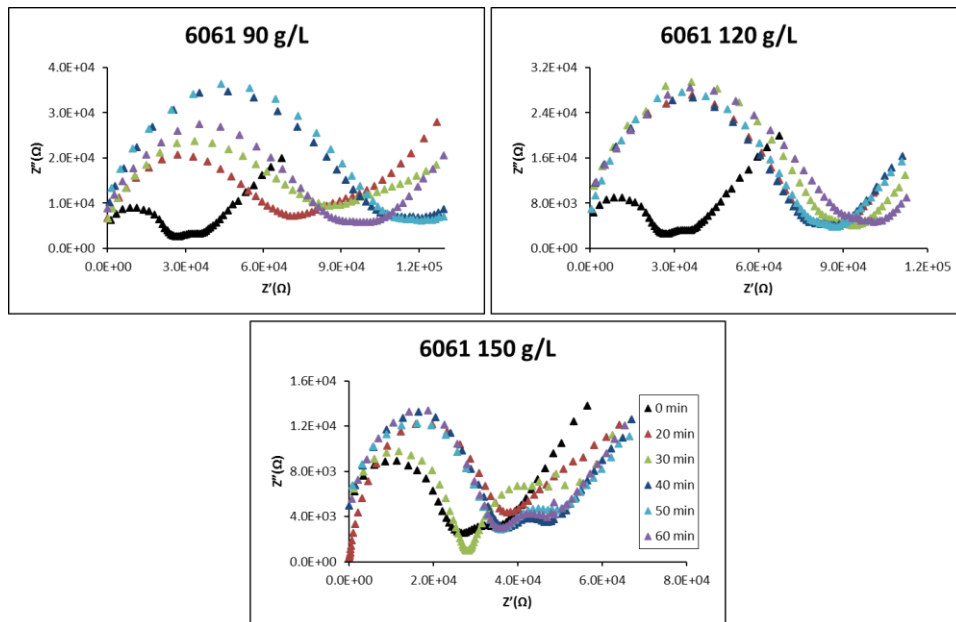 6061 90 g/L
4.0E+04
3.0E+04
2.0E+04
1.0E+04
0.0E+00
Z''(Ω)
0.0E+00 3.0E+04 6.0E+04 9.0E+04 1.2E+05
Z'(Ω)
6061 120 g/L
3.2E+04
2.4E+04
1.6E+04
8.0E+03
0.0E+00
Z''(Ω)
0.0E+00 3.0E+04 6.0E+04 9.0E+04 1.2E+05
Z'(Ω)
6061 150 g/L
1.6E+04
1.2E+04
8.0E+03
4.0E+03
0.0E+00
Z''(Ω)
0.0E+00 2.0E+04 4.0E+04 6.0E+04 8.0E+04
Z'(Ω)
0 min
20 min
30 min
40 min
50 min
60 min